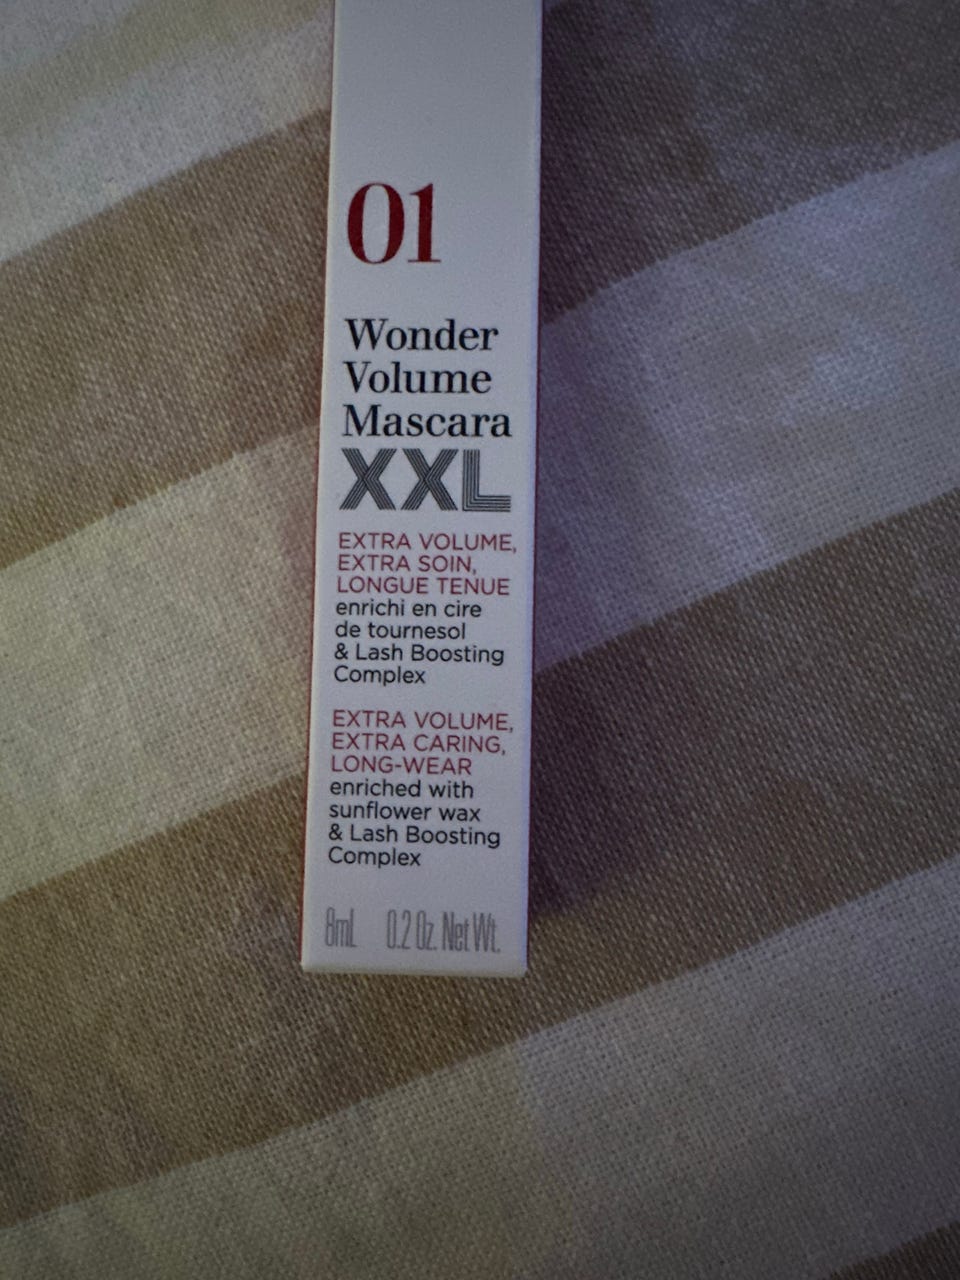 01
Wonder
Volume
Mascara
XXL
EXTRA VOLUME,
EXTRA SOIN,
LONGUE TENUE
enrichi en cire
de tournesol
& Lash Boosting
Complex
EXTRA VOLUME,
EXTRA CARING,
LONG-WEAR
enriched with
sunflower wax
& Lash Boosting
Complex
8mL 0.2 Oz. Net Wt.